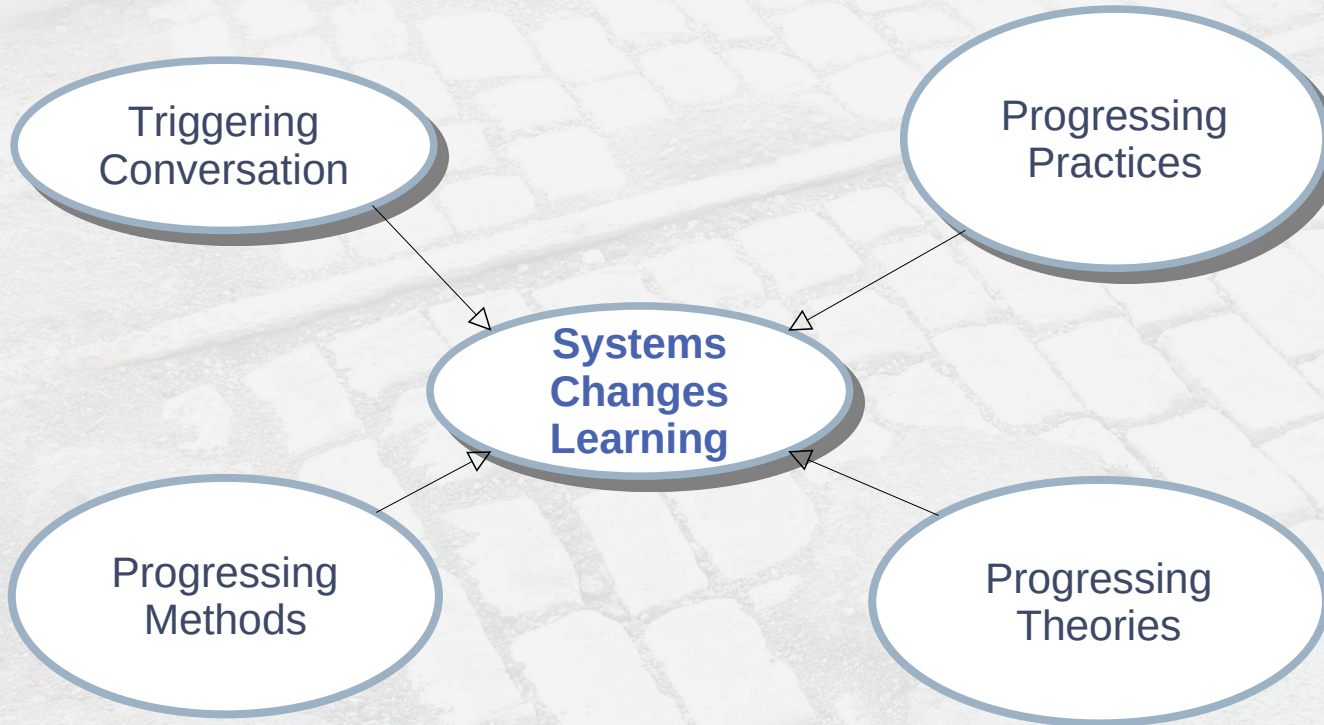 Triggering
Conversation
Progressing
Practices
Systems
Changes
Learning
Progressing
Methods
Progressing
Theories